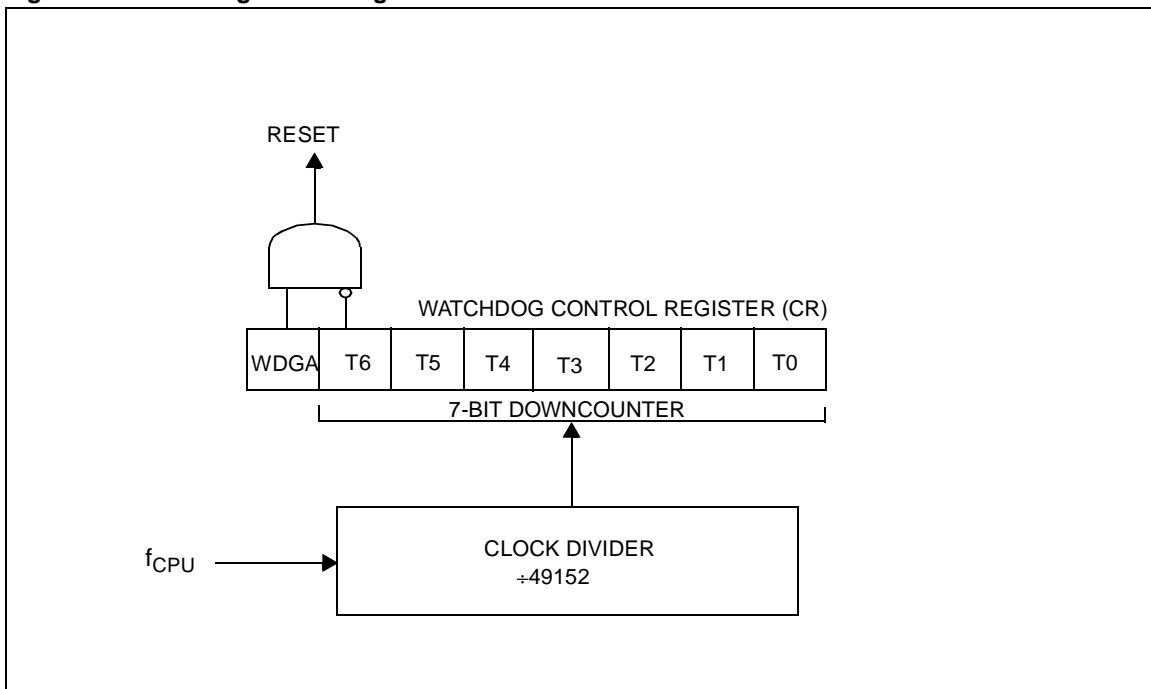 RESET
WATCHDOG CONTROL REGISTER (CR)
WDGA T6 T5 T4 T3 T2 T1 T0
7-BIT DOWNCOUNTER
fCPU
CLOCK DIVIDER
÷49152